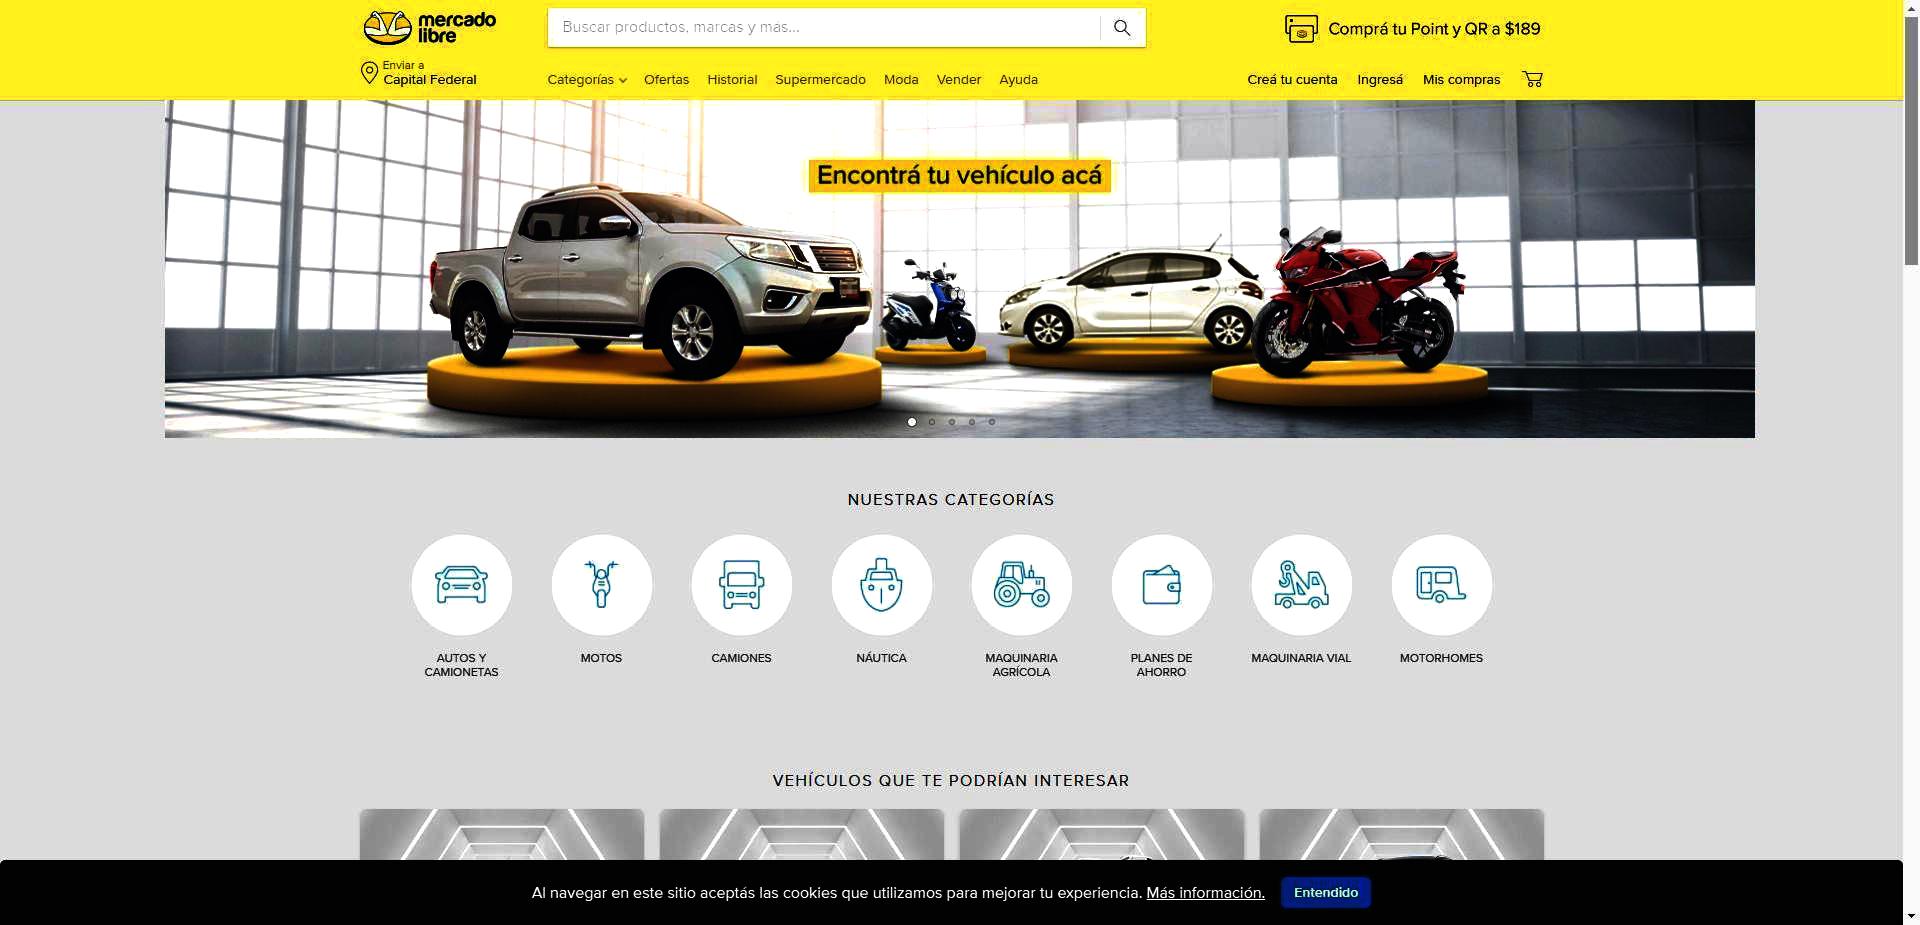 mercado
libre
Buscar productos, marcas y más...
Comprá tu Point y QR a $189
Enviar a
Capital Federal
Categorías Ofertas Historial Supermercado Moda Vender Ayuda
Creá tu cuenta Ingresá Mis compras
Encontrá tu vehículo acá
NUESTRAS CATEGORÍAS
AUTOS Y
CAMIONETAS
MOTOS
CAMIONES
NÁUTICA
MAQUINARIA
AGRÍCOLA
PLANES DE
AHORRO
MAQUINARIA VIAL
MOTORHOMES
VEHÍCULOS QUE TE PODRÍAN INTERESAR
Al navegar en este sitio aceptás las cookies que utilizamos para mejorar tu experiencia. Más información. Entendido